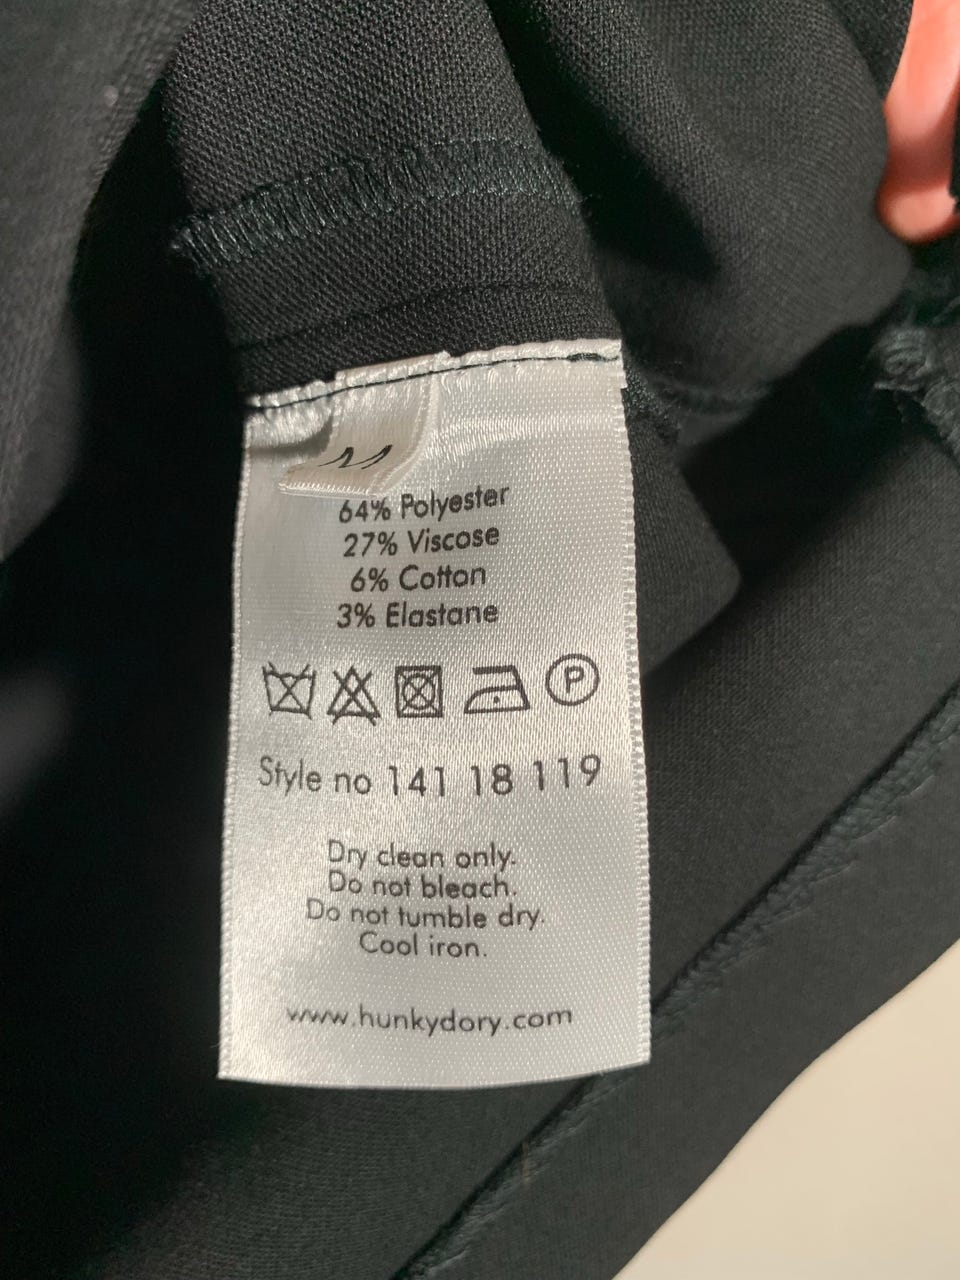 M
64% Polyester
27% Viscose
6% Cotton
3% Elastane
P
Style no 141 18 119
Dry clean only.
Do not bleach.
Do not tumble dry.
Cool iron.
www.hunkydory.com